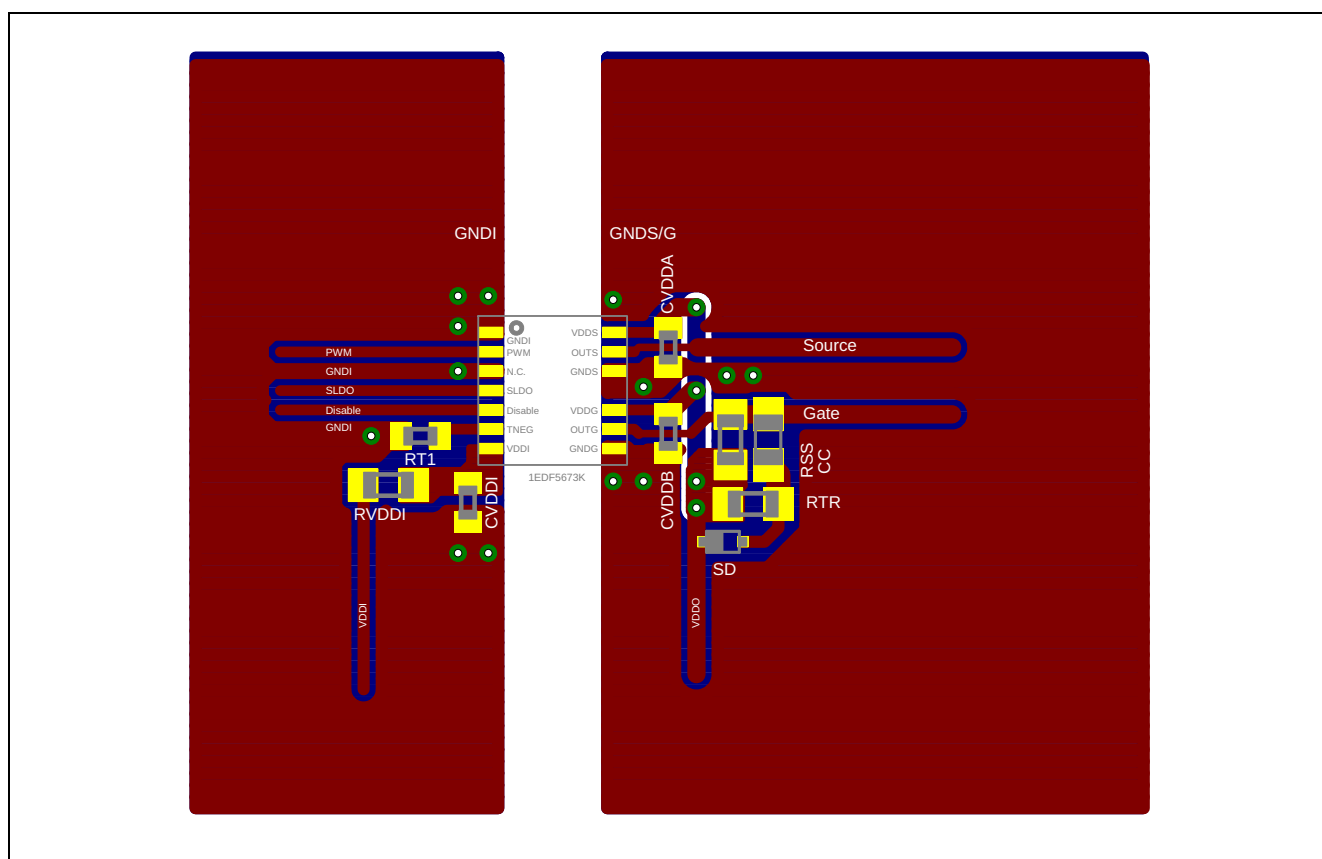 GNDI
GNDS/G
CVDDA
GNDI
VDDS
PWM
PWM
OUTS
Source
GNDI
N.C.
GNDS
SLDO
SLDO
Disable
Disable
VDDG
Gate
GNDI
TNEG
OUTG
RT1
VDDI
GNDG
RSS
CC
1EDF5673K
RVDDI
CVDDI
CVDDB
RTR
SD
VDDI
VDDO